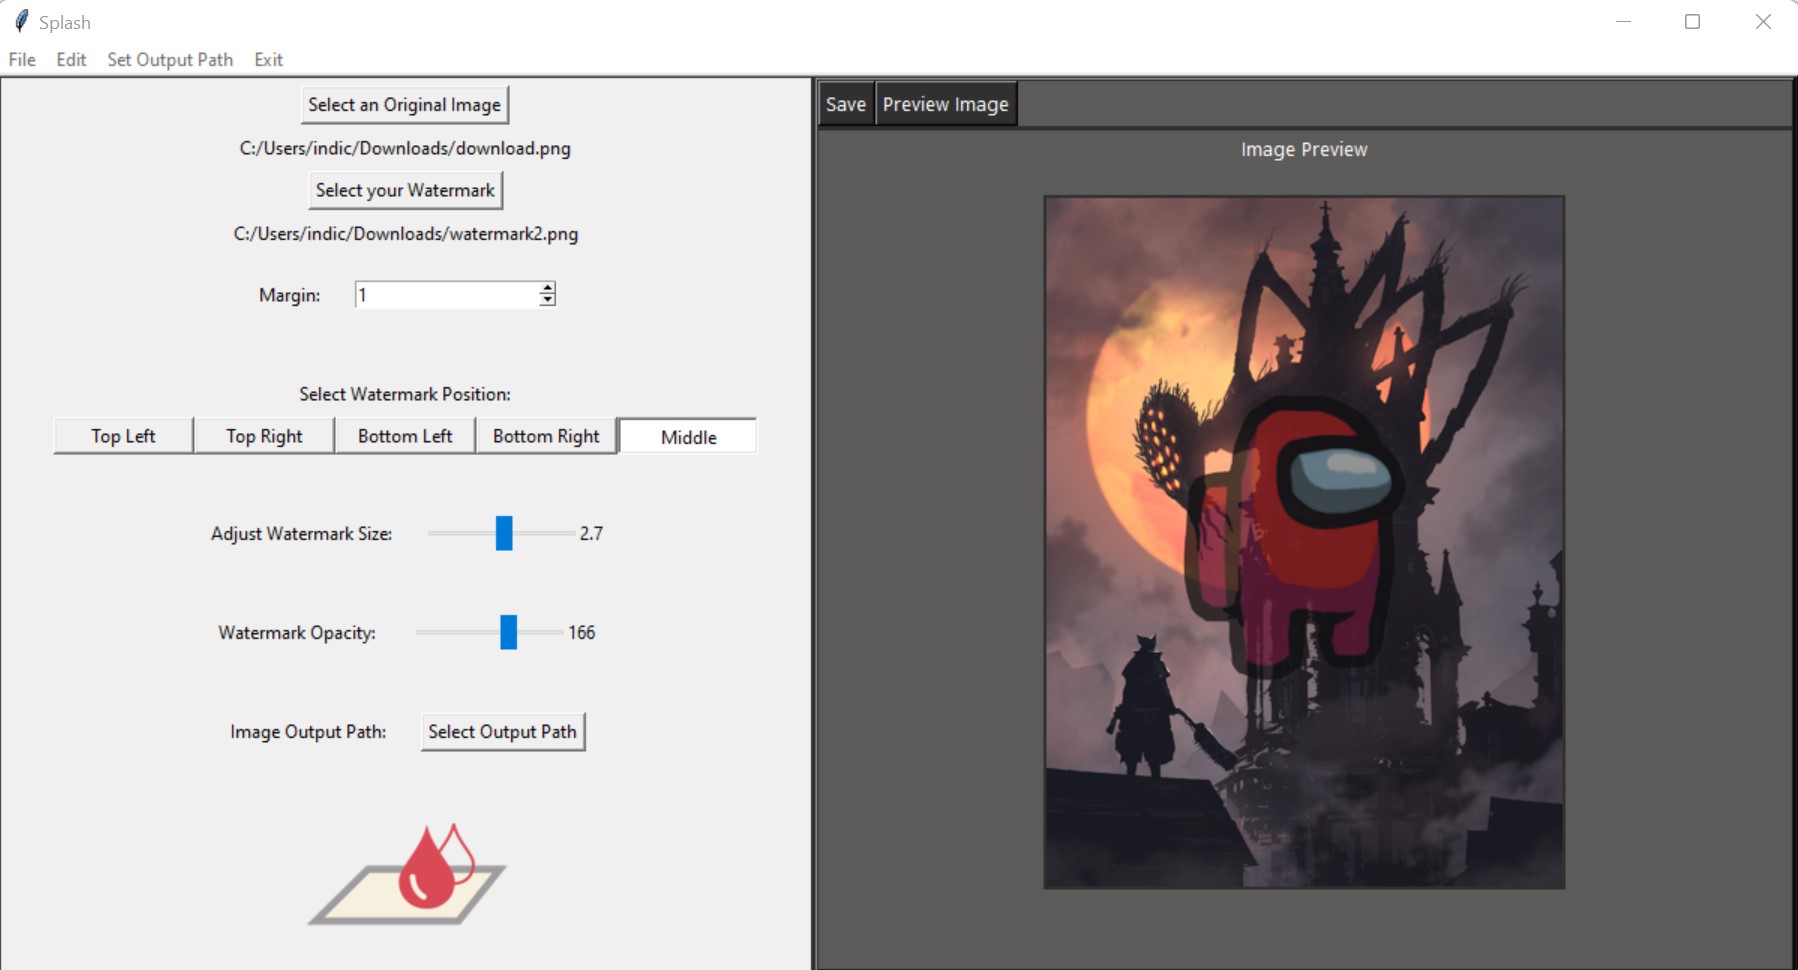 Splash
File Edit Set Output Path Exit
Select an Original Image
C:/Users/indic/Downloads/download.png
Select your Watermark
C:/Users/indic/Downloads/watermark2.png
Margin: 1
Select Watermark Position:
Top Left Top Right Bottom Left Bottom Right Middle
Adjust Watermark Size: 2.7
Watermark Opacity: 166
Image Output Path: Select Output Path
Save Preview Image
Image Preview